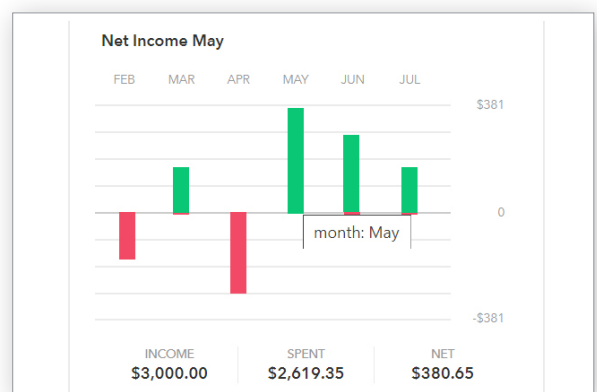 Net Income May
FEB MAR APR MAY JUN JUL
$381
0
month: May
-$381
INCOME SPENT NET
$3,000.00 $2,619.35 $380.65